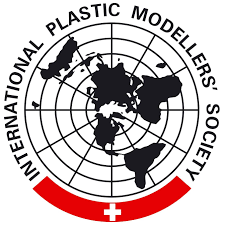 INTERNATIONAL PLASTIC MODELLERS' SOCIETY